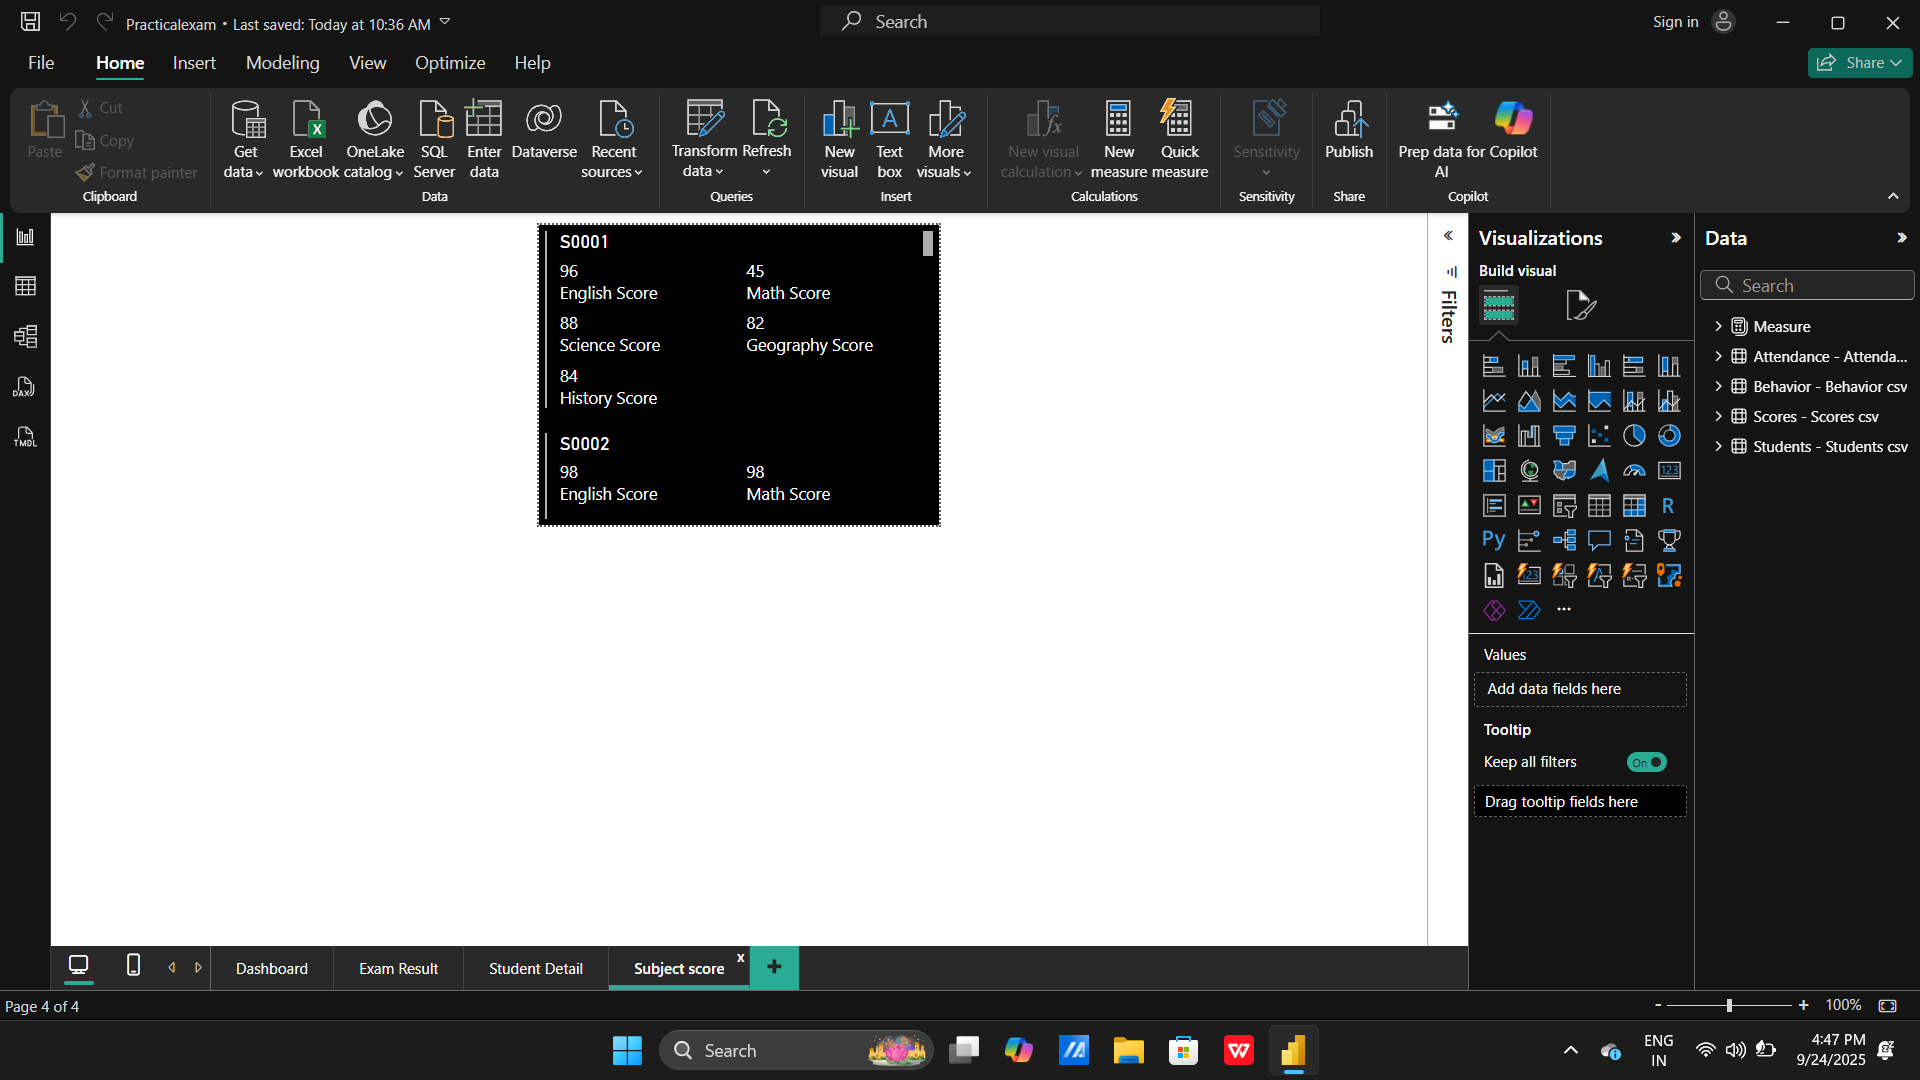 Practicalexam • Last saved: Today at 10:36 AM
Search
Sign in
File
Home
Insert
Modeling
View
Optimize
Help
Share
Paste
Cut
Copy
Format painter
Clipboard
Get data
Excel workbook
OneLake catalog
SQL Server
Enter data
Dataverse
Recent sources
Data
Transform data
Refresh
Queries
New visual
Text box
More visuals
Insert
New visual calculation
New measure
Quick measure
Calculations
Sensitivity
Sensitivity
Publish
Share
Prep data for AI
Copilot
Copilot
DAX
TMDL
S0001
96
45
English Score
Math Score
88
82
Science Score
Geography Score
84
History Score
S0002
98
98
English Score
Math Score
Filters
Visualizations
Build visual
123
R
Py
123
Values
Add data fields here
Tooltip
Keep all filters
On
Drag tooltip fields here
Data
Search
Measure
Attendance - Attenda...
Behavior - Behavior csv
Scores - Scores csv
Students - Students csv
Dashboard
Exam Result
Student Detail
Subject score
x
Page 4 of 4
100%
Search
ENG
IN
4:47 PM
9/24/2025